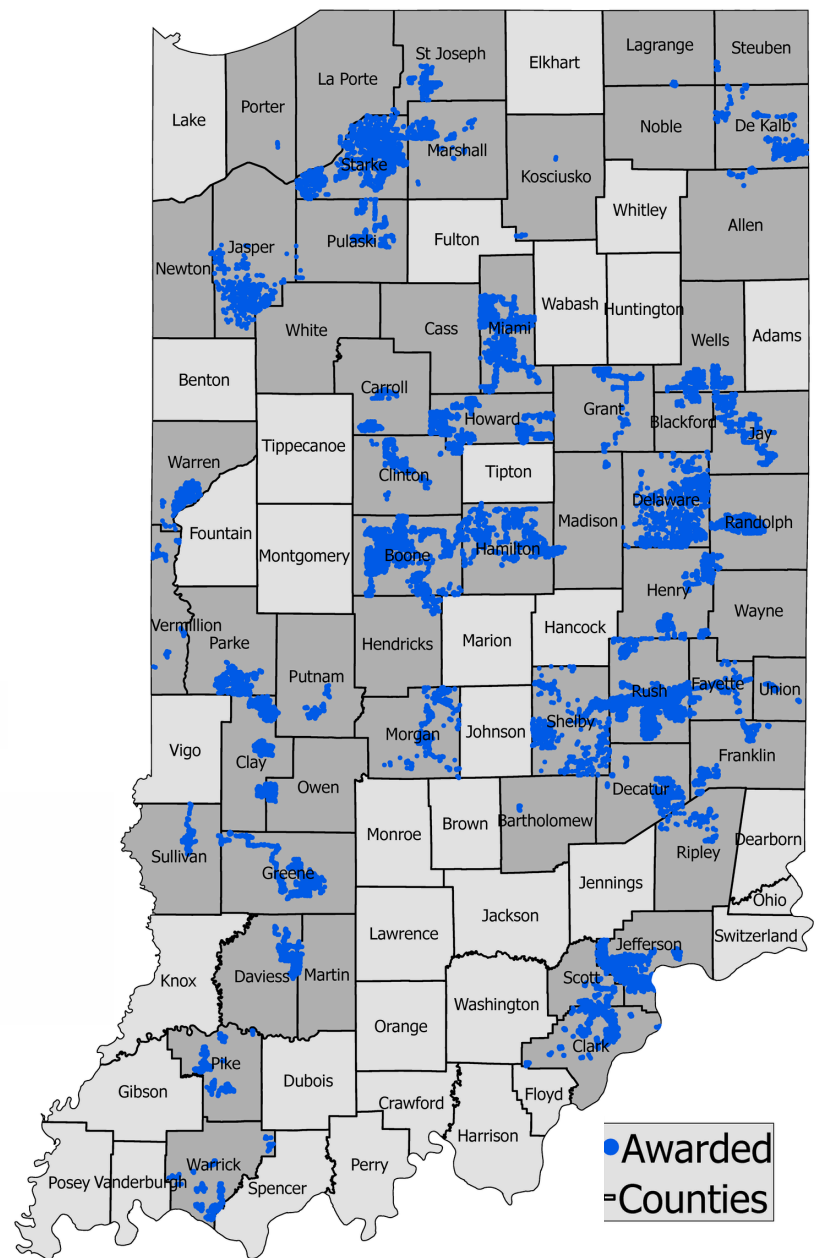 St Joseph
Lagrange
Steuben
Elkhart
La Porte
Porter
Lake
Noble
De Kalb
Marshall
Starke
Kosciusko
Whitley
Allen
Jasper
Pulaski
Fulton
Newton
Wabash
Huntington
White
Cass
Miami
Wells
Adams
Benton
Carroll
Grant
Howard
Blackford
Jay
Tippecanoe
Warren
Clinton
Tipton
Delaware
Madison
Randolph
Fountain
Montgomery
Boone
Hamilton
Henry
Wayne
Vermillion
Parke
Hendricks
Marion
Hancock
Putnam
Rush
Fayette
Union
Morgan
Johnson
Shelby
Vigo
Clay
Franklin
Owen
Decatur
Monroe
Brown
Bartholomew
Dearborn
Sullivan
Ripley
Greene
Jennings
Ohio
Jackson
Lawrence
Switzerland
Jefferson
Knox
Daviess
Martin
Scott
Washington
Orange
Clark
Pike
Dubois
Gibson
Floyd
Crawford
Harrison
Warrick
Perry
Posey
Vanderburgh
Spencer
Awarded
Counties